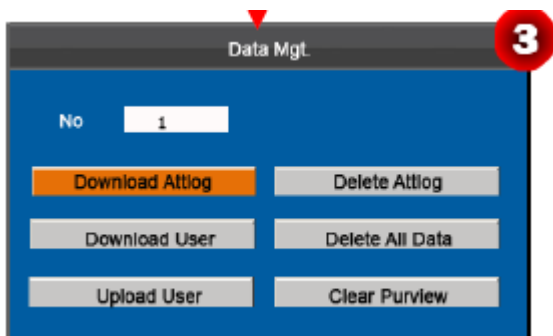 Data Mgt.
3
No 1
Download Attlog Delete Attlog
Download User Delete All Data
Upload User Clear Purview